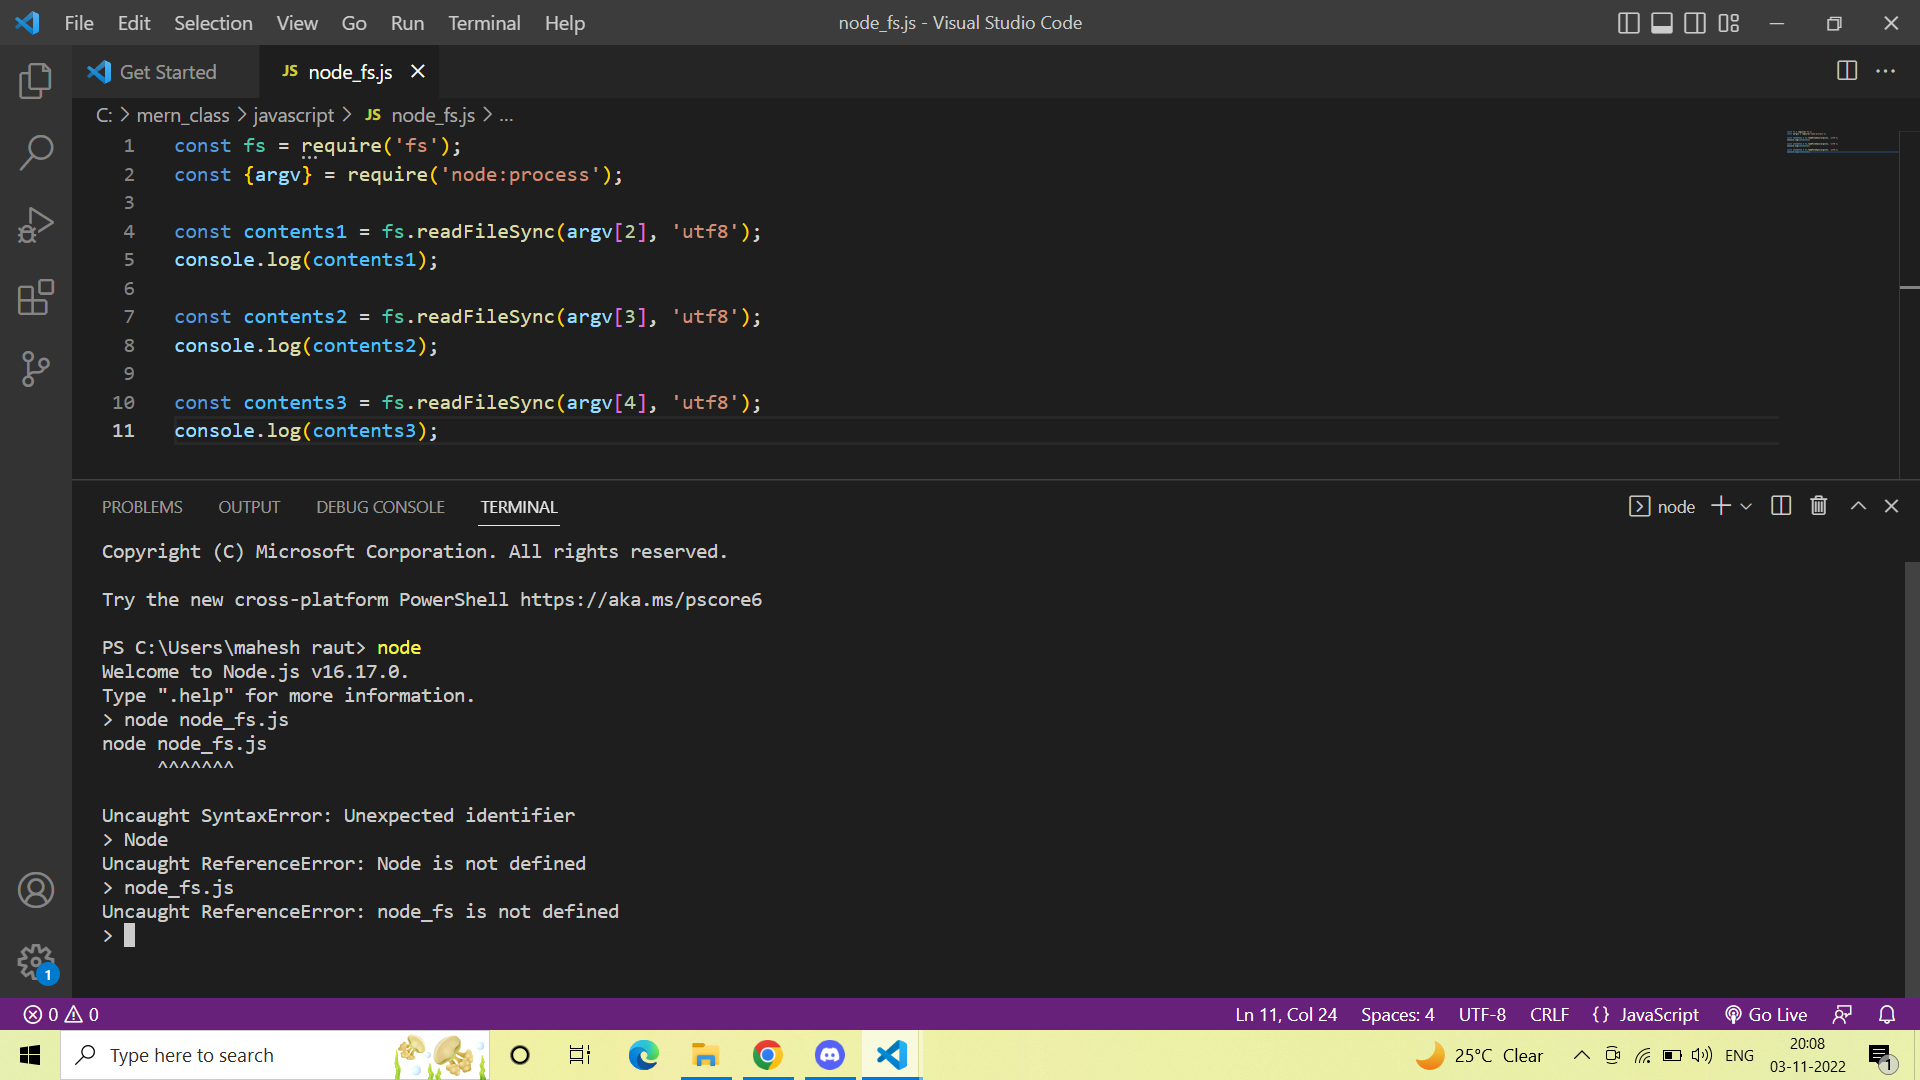 File Edit Selection View Go Run Terminal Help node_fs.js - Visual Studio Code
Get Started JS node_fs.js
C: > mern_class > javascript > JS node_fs.js > ...
1 const fs = require('fs');
2 const {argv} = require('node:process');
3
4 const contents1 = fs.readFileSync(argv[2], 'utf8');
5 console.log(contents1);
6
7 const contents2 = fs.readFileSync(argv[3], 'utf8');
8 console.log(contents2);
9
10 const contents3 = fs.readFileSync(argv[4], 'utf8');
11 console.log(contents3);
PROBLEMS OUTPUT DEBUG CONSOLE TERMINAL node
Copyright (C) Microsoft Corporation. All rights reserved.
Try the new cross-platform PowerShell https://aka.ms/pscore6
PS C:\Users\mahesh raut> node
Welcome to Node.js v16.17.0.
Type ".help" for more information.
> node node_fs.js
node node_fs.js
^^^^^^^
Uncaught SyntaxError: Unexpected identifier
> Node
Uncaught ReferenceError: Node is not defined
> node_fs.js
Uncaught ReferenceError: node_fs is not defined
>
1
0 0 Ln 11, Col 24 Spaces: 4 UTF-8 CRLF {} JavaScript Go Live
Type here to search 25°C Clear ENG 20:08
03-11-2022 1